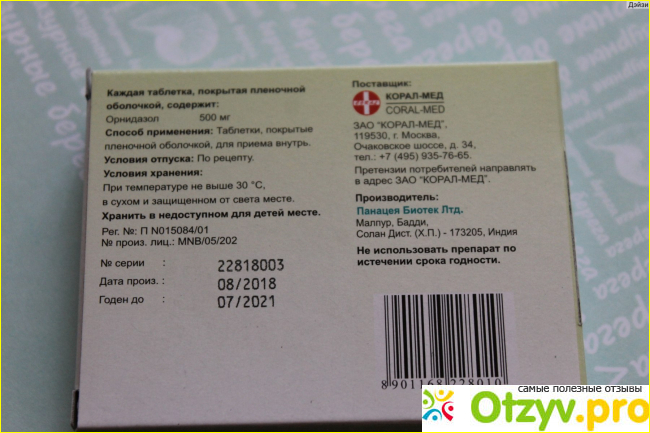 Дэйзи
Каждая таблетка, покрытая пленочной
оболочкой, содержит:
Орнидазол 500 мг
Способ применения: Таблетки, покрытые
пленочной оболочкой, для приема внутрь.
Условия отпуска: По рецепту.
Условия хранения:
При температуре не выше 30 °C,
в сухом и защищенном от света месте.
Хранить в недоступном для детей месте.
Рег. №: П N015084/01
№ произ. лиц.: MNB/05/202
№ серии : 22818003
Дата произ. : 08/2018
Годен до : 07/2021
Поставщик:
КОРАЛ-МЕД
CORAL-MED
ЗАО "КОРАЛ-МЕД",
119530, г. Москва,
Очаковское шоссе, д. 34,
тел.: +7 (495) 935-76-65.
Претензии потребителей направлять
в адрес ЗАО "КОРАЛ-МЕД".
Производитель:
Панацея Биотек Лтд.
Малпур, Бадди,
Солан Дист. (Х.П.) - 173205, Индия
Не использовать препарат по
истечении срока годности.
8901168228010
самые полезные отзывы
Otzyv.pro